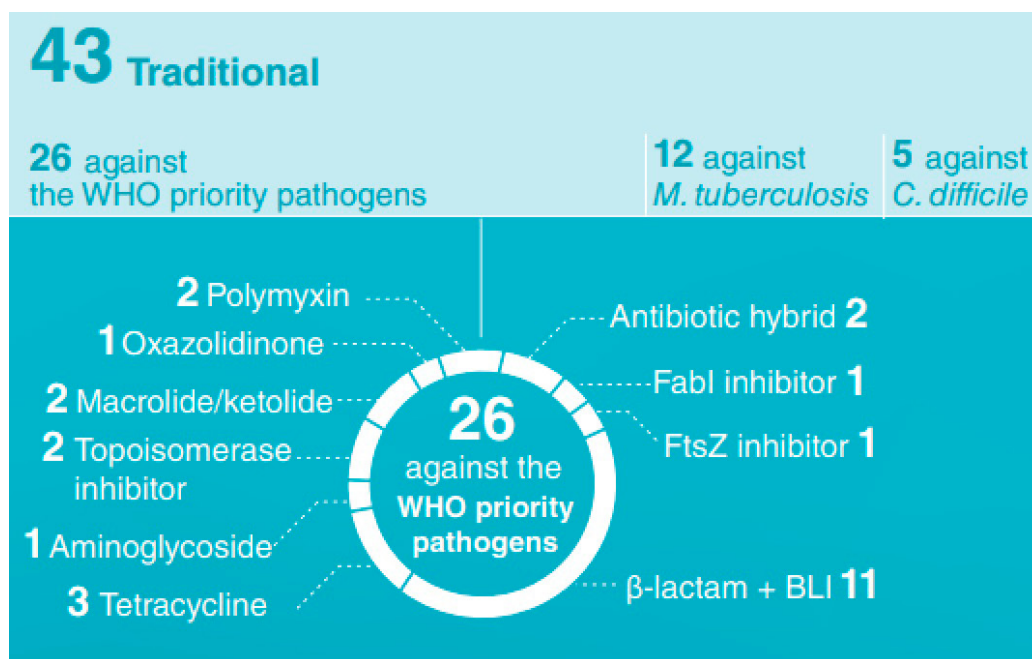 43 Traditional
26 against
the WHO priority pathogens
12 against
M. tuberculosis
5 against
C. difficile
2 Polymyxin
1 Oxazolidinone
2 Macrolide/ketolide
2 Topoisomerase
inhibitor
1 Aminoglycoside
3 Tetracycline
26
against the
WHO priority
pathogens
Antibiotic hybrid 2
FabI inhibitor 1
FtsZ inhibitor 1
β-lactam + BLI 11